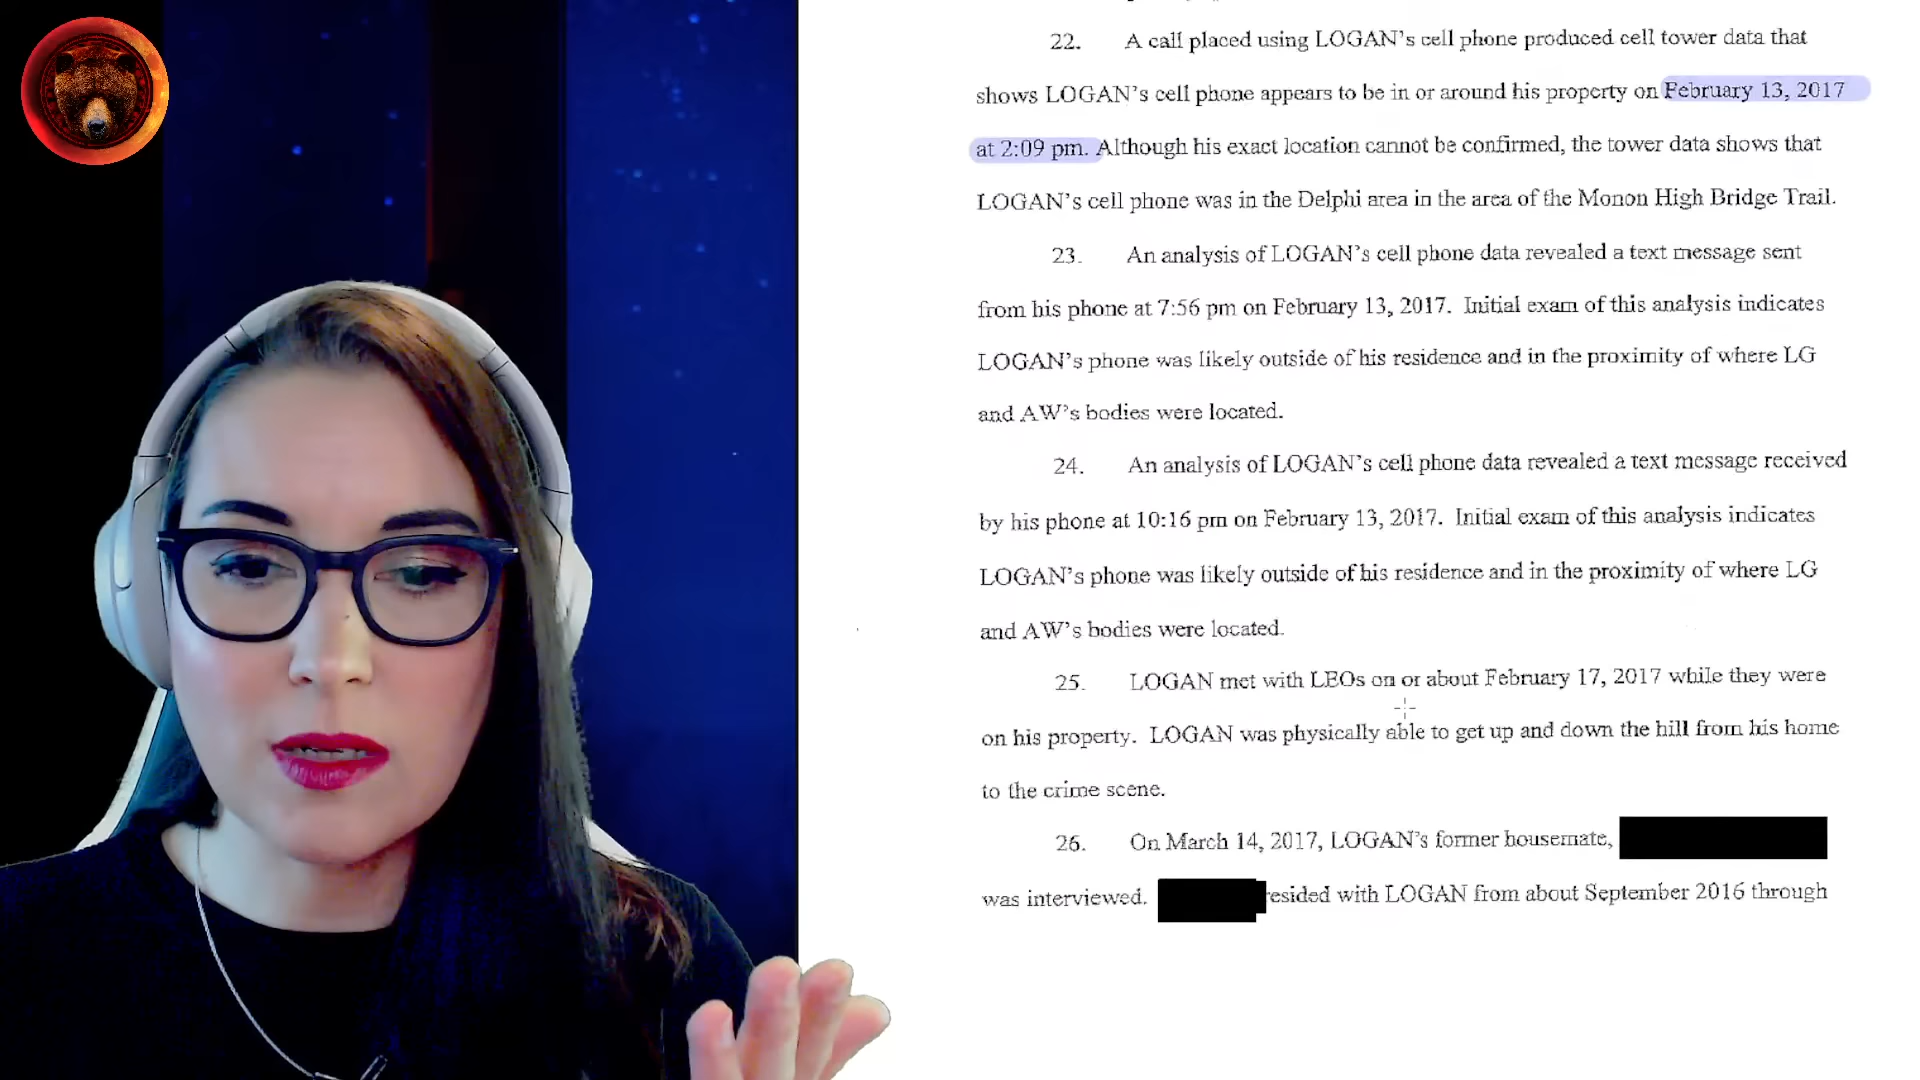 22. A call placed using LOGAN's cell phone produced cell tower data that
shows LOGAN's cell phone appears to be in or around his property on February 13, 2017
at 2:09 pm. Although his exact location cannot be confirmed, the tower data shows that
LOGAN's cell phone was in the Delphi area in the area of the Monon High Bridge Trail.
23. An analysis of LOGAN's cell phone data revealed a text message sent
from his phone at 7:56 pm on February 13, 2017. Initial exam of this analysis indicates
LOGAN's phone was likely outside of his residence and in the proximity of where LG
and AW's bodies were located.
24. An analysis of LOGAN's cell phone data revealed a text message received
by his phone at 10:16 pm on February 13, 2017. Initial exam of this analysis indicates
LOGAN's phone was likely outside of his residence and in the proximity of where LG
and AW's bodies were located.
25. LOGAN met with LEOs on or about February 17, 2017 while they were
on his property. LOGAN was physically able to get up and down the hill from his home
to the crime scene.
26. On March 14, 2017, LOGAN's former housemate,
was interviewed. resided with LOGAN from about September 2016 through